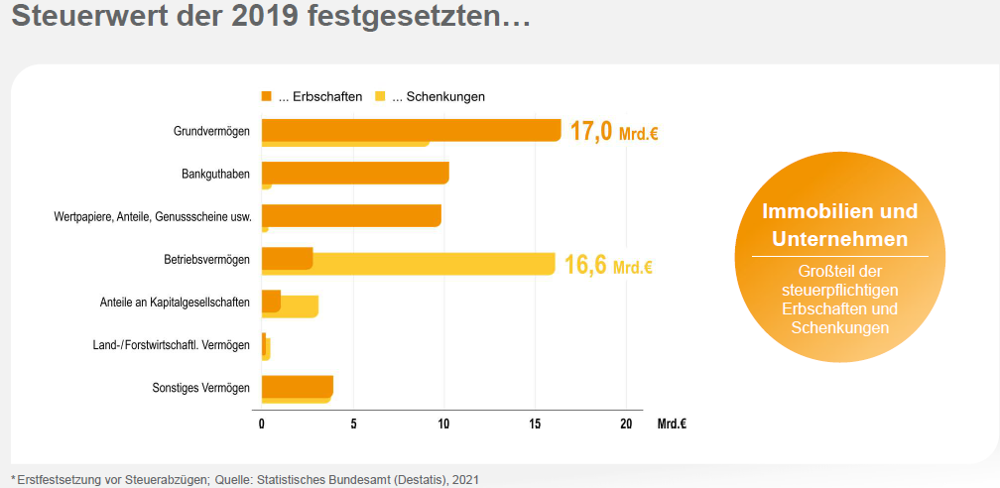 Steuerwert der 2019 festgesetzten…
... Erbschaften ... Schenkungen
Grundvermögen 17,0 Mrd.€
Bankguthaben
Wertpapiere, Anteile, Genussscheine usw.
Betriebsvermögen 16,6 Mrd.€
Anteile an Kapitalgesellschaften
Land-/Forstwirtschaftl. Vermögen
Sonstiges Vermögen
0 5 10 15 20 Mrd.€
Immobilien und
Unternehmen
Großteil der
steuerpflichtigen
Erbschaften und
Schenkungen
*Erstfestsetzung vor Steuerabzügen; Quelle: Statistisches Bundesamt (Destatis), 2021